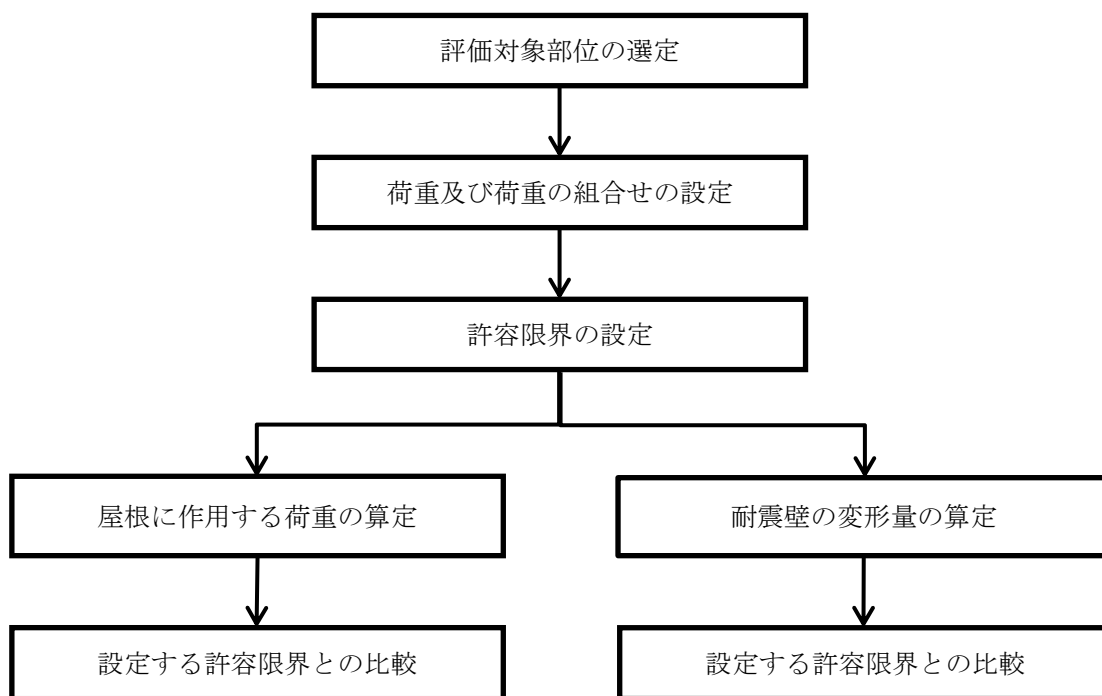 評価対象部位の選定
荷重及び荷重の組合せの設定
許容限界の設定
屋根に作用する荷重の算定
耐震壁の変形量の算定
設定する許容限界との比較
設定する許容限界との比較